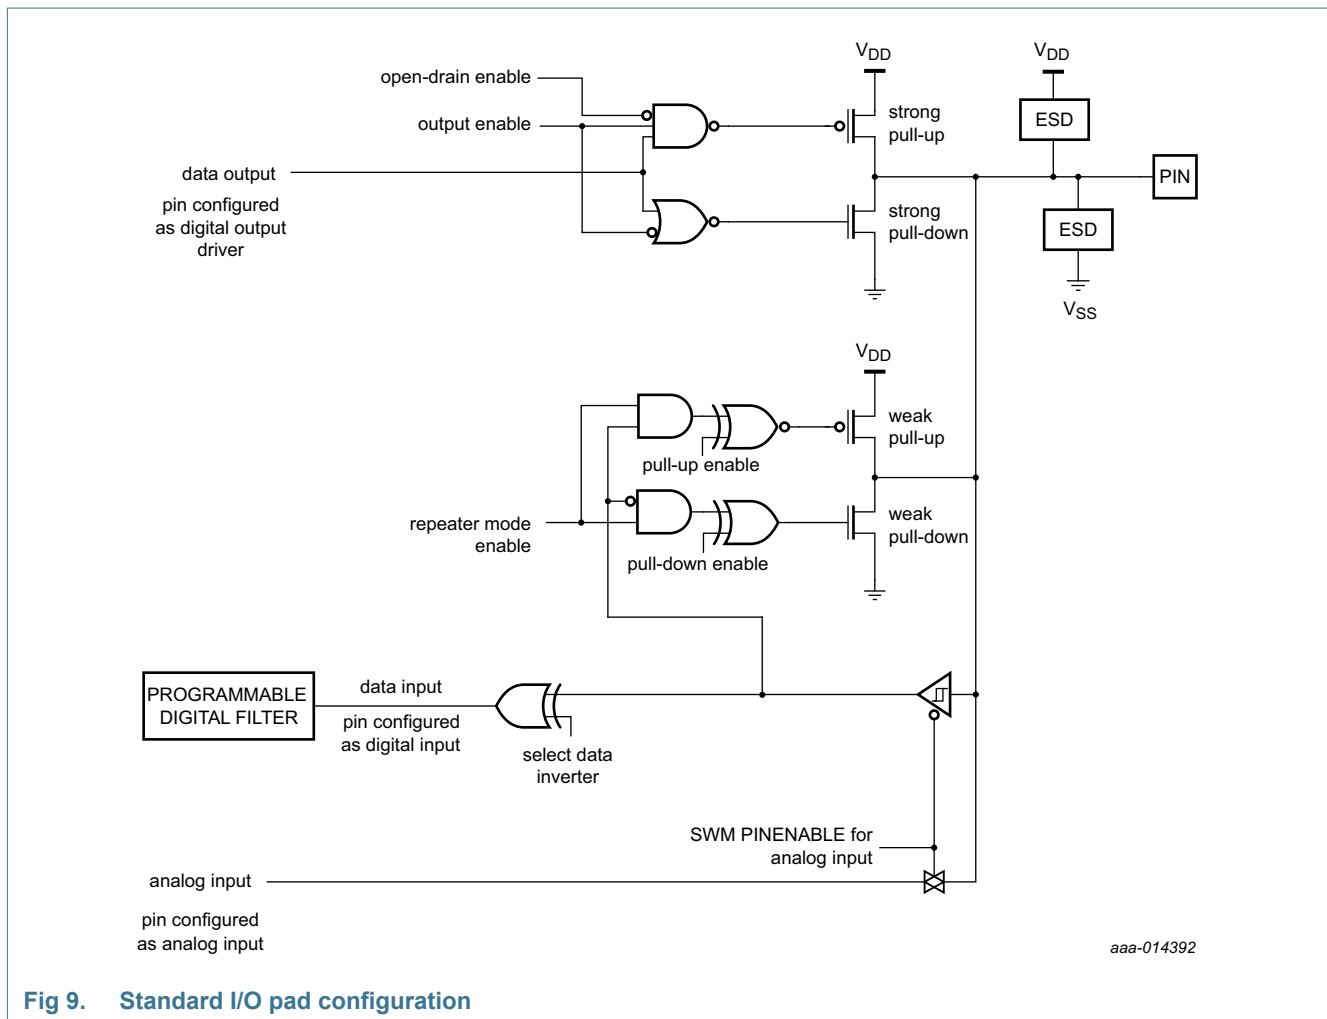 VDD
VDD
open-drain enable
strong
pull-up
ESD
output enable
data output
PIN
pin configured
as digital output
driver
strong
pull-down
ESD
VSS
VDD
weak
pull-up
pull-up enable
repeater mode
enable
weak
pull-down
pull-down enable
PROGRAMMABLE
DIGITAL FILTER
data input
pin configured
as digital input
select data
inverter
SWM PINENABLE for
analog input
analog input
pin configured
as analog input
aaa-014392
Fig 9. Standard I/O pad configuration